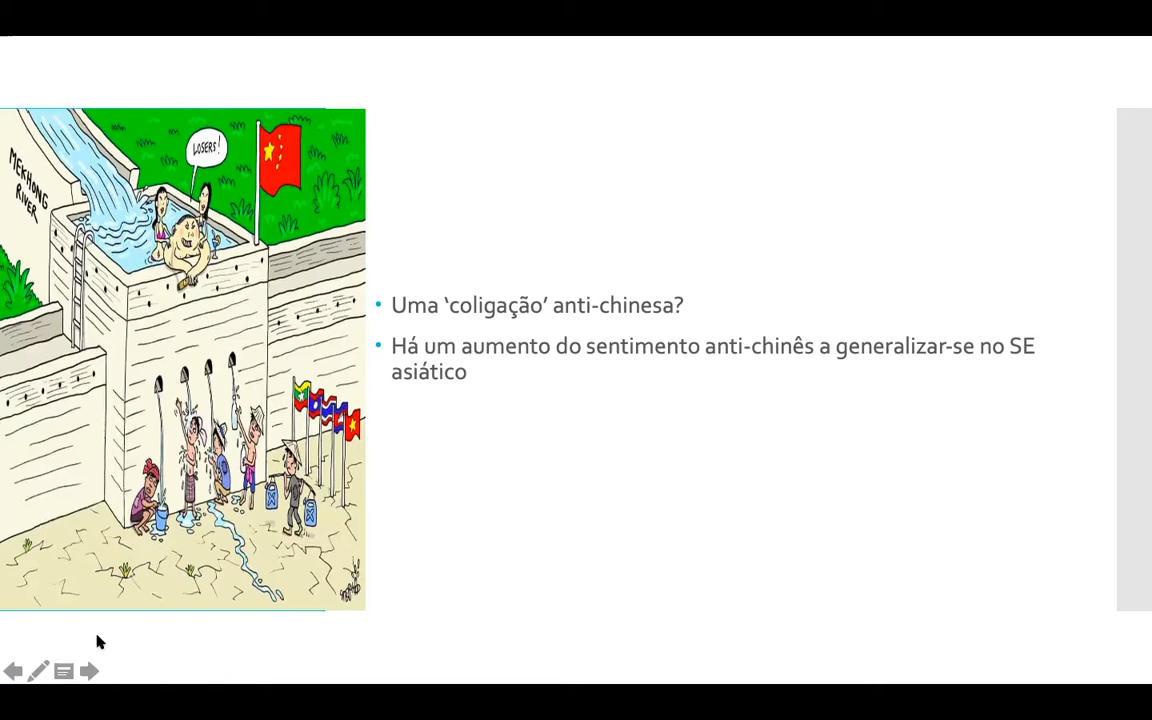 MEKHONG
RIVER
LOSERS!
Uma ‘coligação’ anti-chinesa?
Há um aumento do sentimento anti-chinês a generalizar-se no SE
asiático